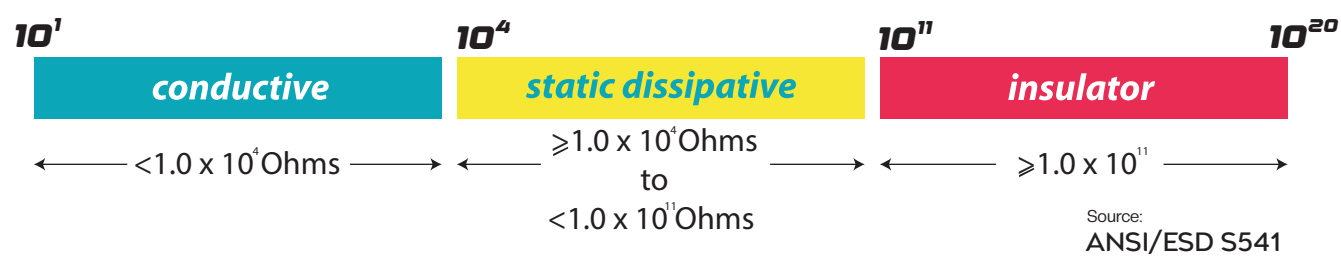 10¹ 10⁴ 10¹¹ 10²⁰
conductive static dissipative insulator
<1.0 x 10⁴Ohms ⩾1.0 x 10⁴Ohms ⩾1.0 x 10¹¹
to
<1.0 x 10¹¹Ohms
Source:
ANSI/ESD S541